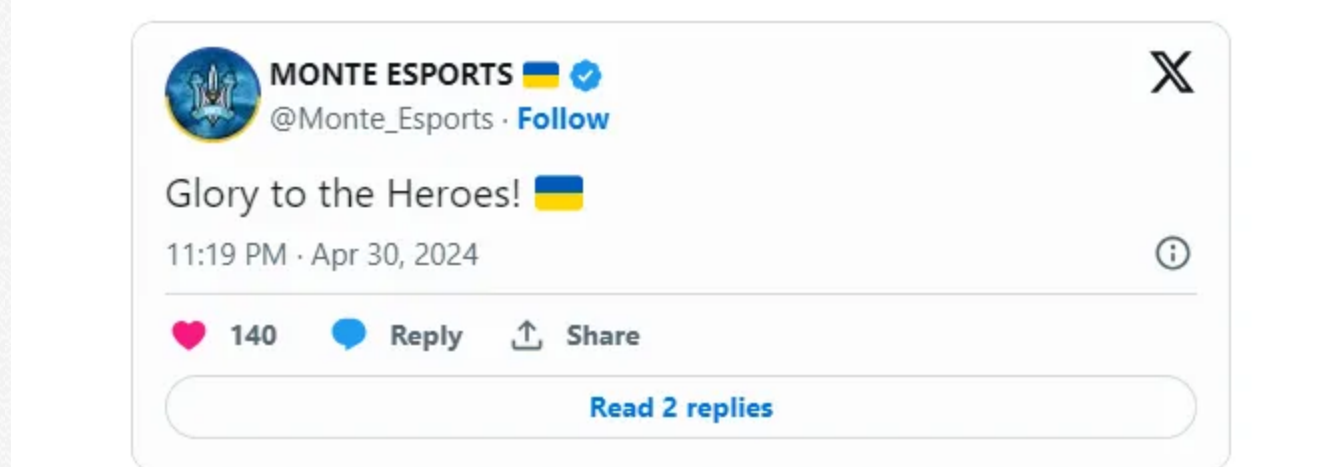 MONTE ESPORTS 🇺🇦
@Monte_Esports · Follow
Glory to the Heroes! 🇺🇦
11:19 PM · Apr 30, 2024
140 Reply Share
Read 2 replies